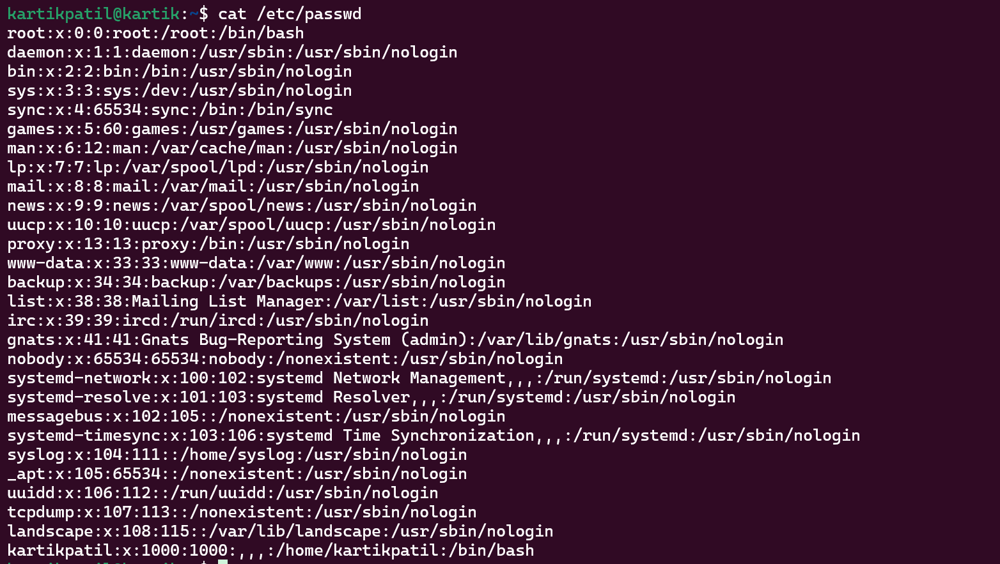 kartikpatil@kartik:~$ cat /etc/passwd
root:x:0:0:root:/root:/bin/bash
daemon:x:1:1:daemon:/usr/sbin:/usr/sbin/nologin
bin:x:2:2:bin:/bin:/usr/sbin/nologin
sys:x:3:3:sys:/dev:/usr/sbin/nologin
sync:x:4:65534:sync:/bin:/bin/sync
games:x:5:60:games:/usr/games:/usr/sbin/nologin
man:x:6:12:man:/var/cache/man:/usr/sbin/nologin
lp:x:7:7:lp:/var/spool/lpd:/usr/sbin/nologin
mail:x:8:8:mail:/var/mail:/usr/sbin/nologin
news:x:9:9:news:/var/spool/news:/usr/sbin/nologin
uucp:x:10:10:uucp:/var/spool/uucp:/usr/sbin/nologin
proxy:x:13:13:proxy:/bin:/usr/sbin/nologin
www-data:x:33:33:www-data:/var/www:/usr/sbin/nologin
backup:x:34:34:backup:/var/backups:/usr/sbin/nologin
list:x:38:38:Mailing List Manager:/var/list:/usr/sbin/nologin
irc:x:39:39:ircd:/run/ircd:/usr/sbin/nologin
gnats:x:41:41:Gnats Bug-Reporting System (admin):/var/lib/gnats:/usr/sbin/nologin
nobody:x:65534:65534:nobody:/nonexistent:/usr/sbin/nologin
systemd-network:x:100:102:systemd Network Management,,,:/run/systemd:/usr/sbin/nologin
systemd-resolve:x:101:103:systemd Resolver,,,:/run/systemd:/usr/sbin/nologin
messagebus:x:102:105::/nonexistent:/usr/sbin/nologin
systemd-timesync:x:103:106:systemd Time Synchronization,,,:/run/systemd:/usr/sbin/nologin
syslog:x:104:111::/home/syslog:/usr/sbin/nologin
_apt:x:105:65534::/nonexistent:/usr/sbin/nologin
uuidd:x:106:112::/run/uuidd:/usr/sbin/nologin
tcpdump:x:107:113::/nonexistent:/usr/sbin/nologin
landscape:x:108:115::/var/lib/landscape:/usr/sbin/nologin
kartikpatil:x:1000:1000:,,,:/home/kartikpatil:/bin/bash